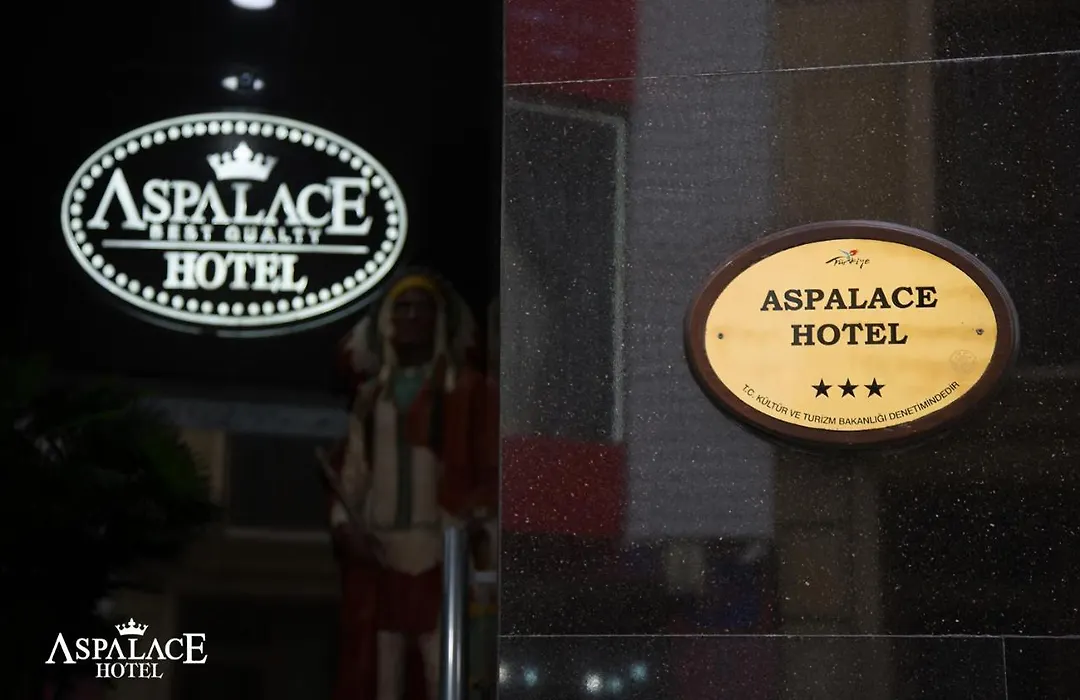 ASPALACE
BEST QUALTY
HOTEL
Türkiye
ASPALACE
HOTEL
T.C. KÜLTÜR VE TURİZM BAKANLIĞI DENETİMİNDEDİR
ASPALACE
HOTEL